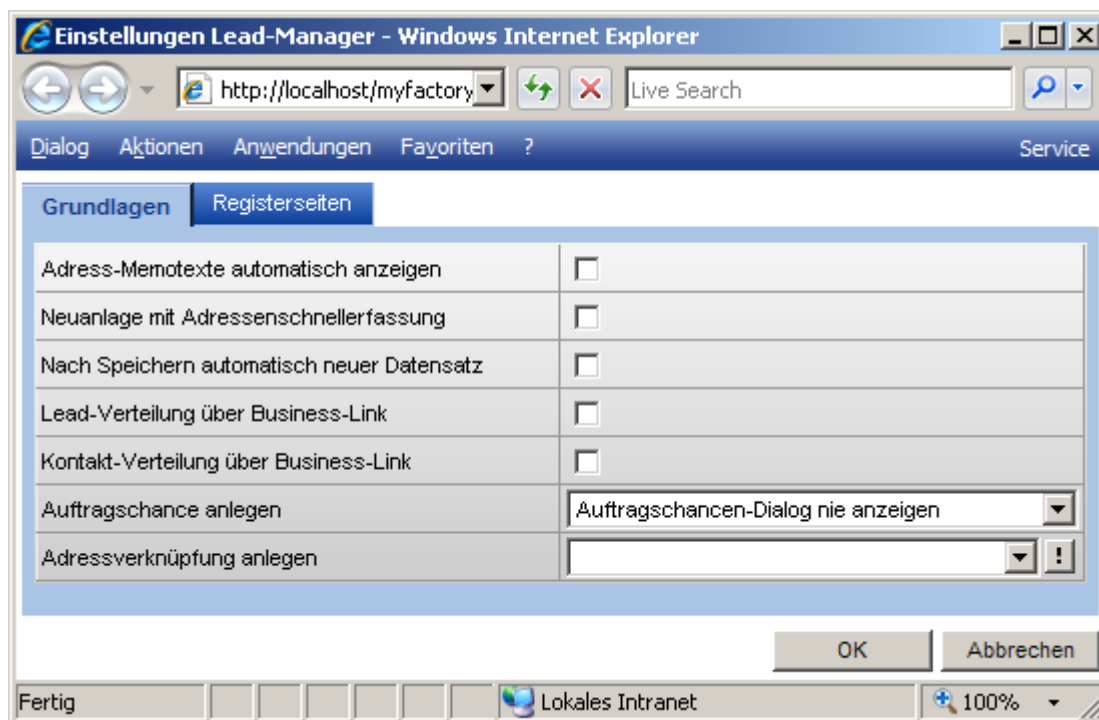 Einstellungen Lead-Manager - Windows Internet Explorer
http://localhost/myfactory
Live Search
Dialog Aktionen Anwendungen Favoriten ? Service
Grundlagen Registerseiten
Adress-Memotexte automatisch anzeigen
Neuanlage mit Adressenschnellerfassung
Nach Speichern automatisch neuer Datensatz
Lead-Verteilung über Business-Link
Kontakt-Verteilung über Business-Link
Auftragschance anlegen Auftragschancen-Dialog nie anzeigen
Adressverknüpfung anlegen !
OK Abbrechen
Fertig Lokales Intranet 100%